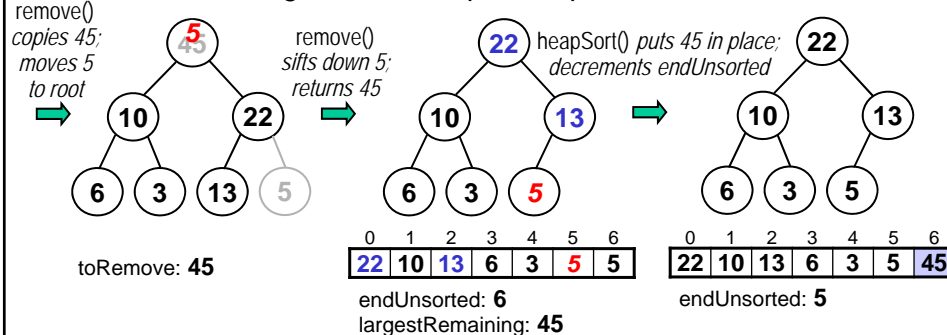 remove()
copies 45;
moves 5
to root
5
45
10
22
6 3 13 5
toRemove: 45
remove()
sifts down 5;
returns 45
22
10
13
6 3 5
0 1 2 3 4 5 6
22 10 13 6 3 5 5
endUnsorted: 6
largestRemaining: 45
heapSort() puts 45 in place;
decrements endUnsorted
22
10
13
6 3 5
0 1 2 3 4 5 6
22 10 13 6 3 5 45
endUnsorted: 5